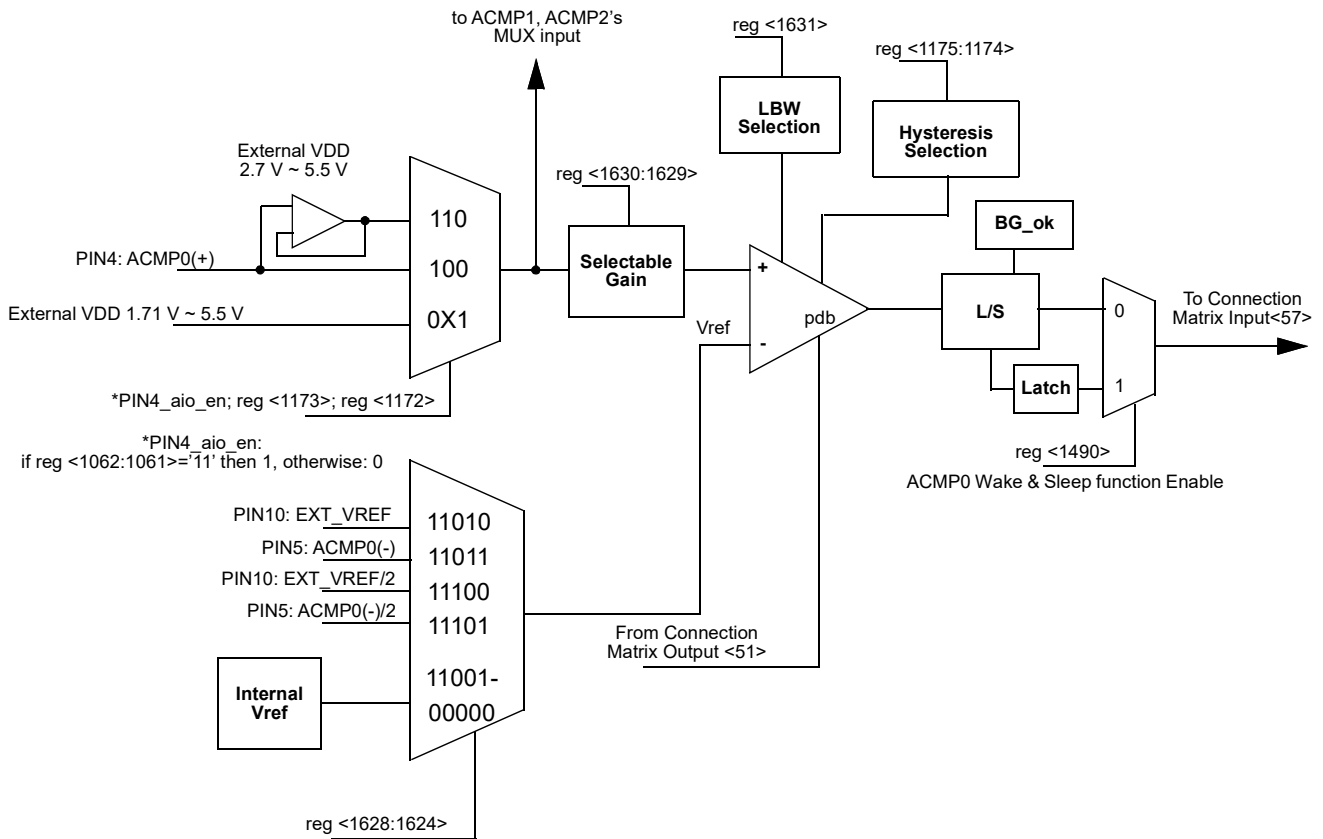 to ACMP1, ACMP2’s
MUX input
reg <1631>
reg <1175:1174>
LBW
Selection
Hysteresis
Selection
External VDD
2.7 V ~ 5.5 V
reg <1630:1629>
110
BG_ok
PIN4: ACMP0(+)
100
Selectable
Gain
+
External VDD 1.71 V ~ 5.5 V
0X1
Vref
-
pdb
L/S
0
To Connection
Matrix Input<57>
Latch
1
*PIN4_aio_en; reg <1173>; reg <1172>
*PIN4_aio_en:
if reg <1062:1061>=’11’ then 1, otherwise: 0
reg <1490>
ACMP0 Wake & Sleep function Enable
PIN10: EXT_VREF
11010
PIN5: ACMP0(-)
11011
PIN10: EXT_VREF/2
11100
PIN5: ACMP0(-)/2
11101
From Connection
Matrix Output <51>
Internal
Vref
11001-
00000
reg <1628:1624>